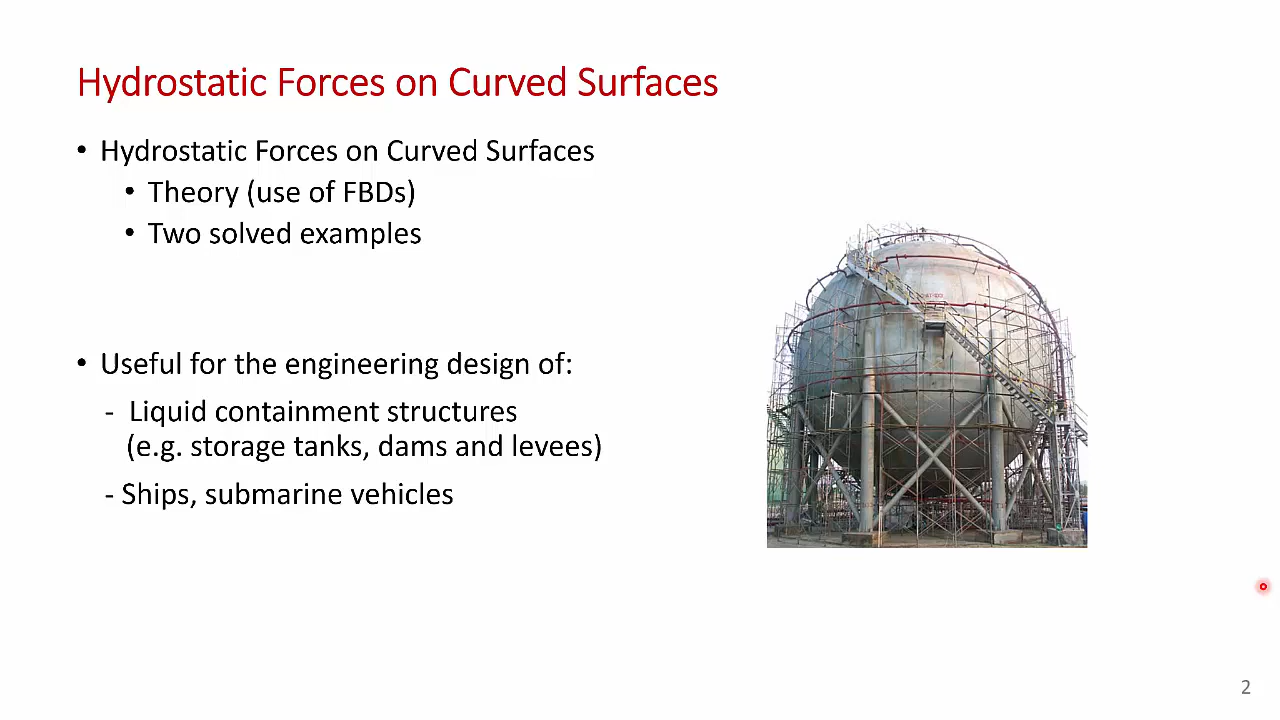 Hydrostatic Forces on Curved Surfaces
• Hydrostatic Forces on Curved Surfaces
• Theory (use of FBDs)
• Two solved examples
• Useful for the engineering design of:
- Liquid containment structures
(e.g. storage tanks, dams and levees)
- Ships, submarine vehicles
2